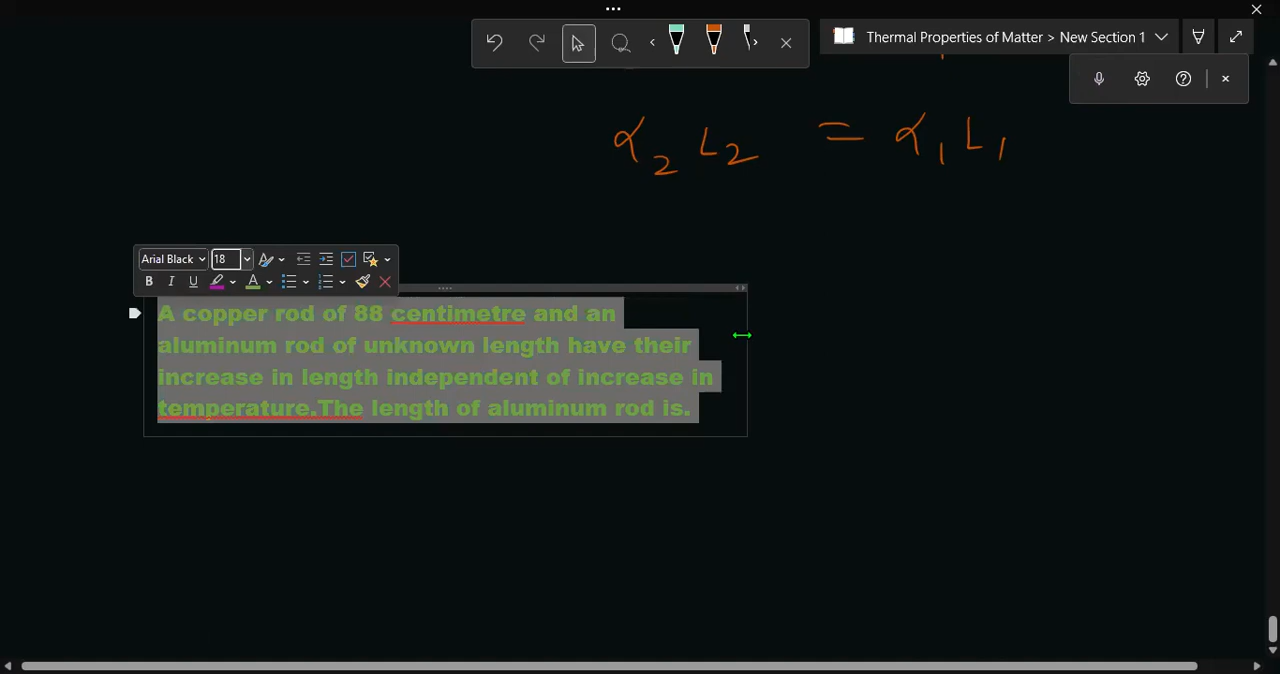 Thermal Properties of Matter > New Section 1
α₂ L₂ = α₁ L₁
Arial Black 18
B I U A
A copper rod of 88 centimetre and an
aluminum rod of unknown length have their
increase in length independent of increase in
temperature.The length of aluminum rod is.